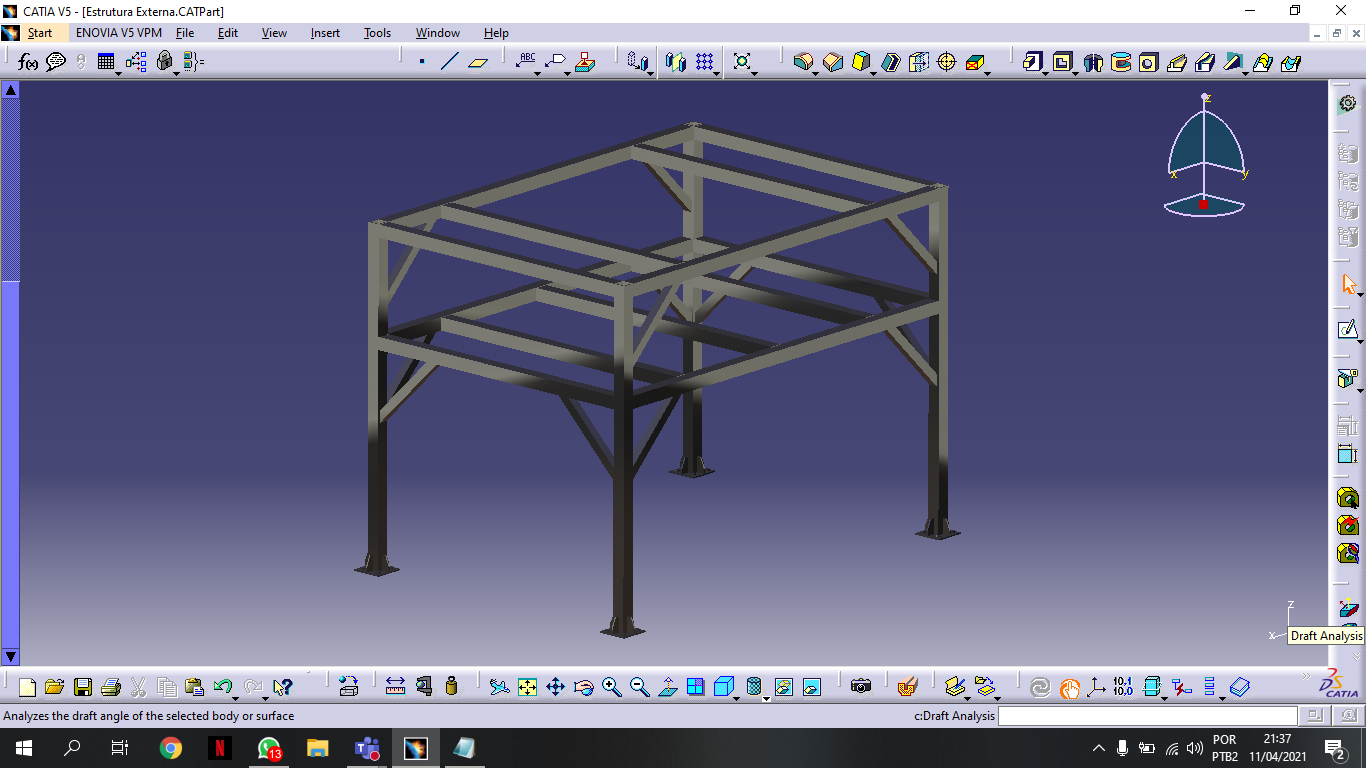 CATIA V5 - [Estrutura Externa.CATPart]
Start ENOVIA V5 VPM File Edit View Insert Tools Window Help
f(x) ABC
z
x y
z
x
Draft Analysis
10.1
10.0
CATIA
Analyzes the draft angle of the selected body or surface c:Draft Analysis
13
POR 21:37
PTB2 11/04/2021 2